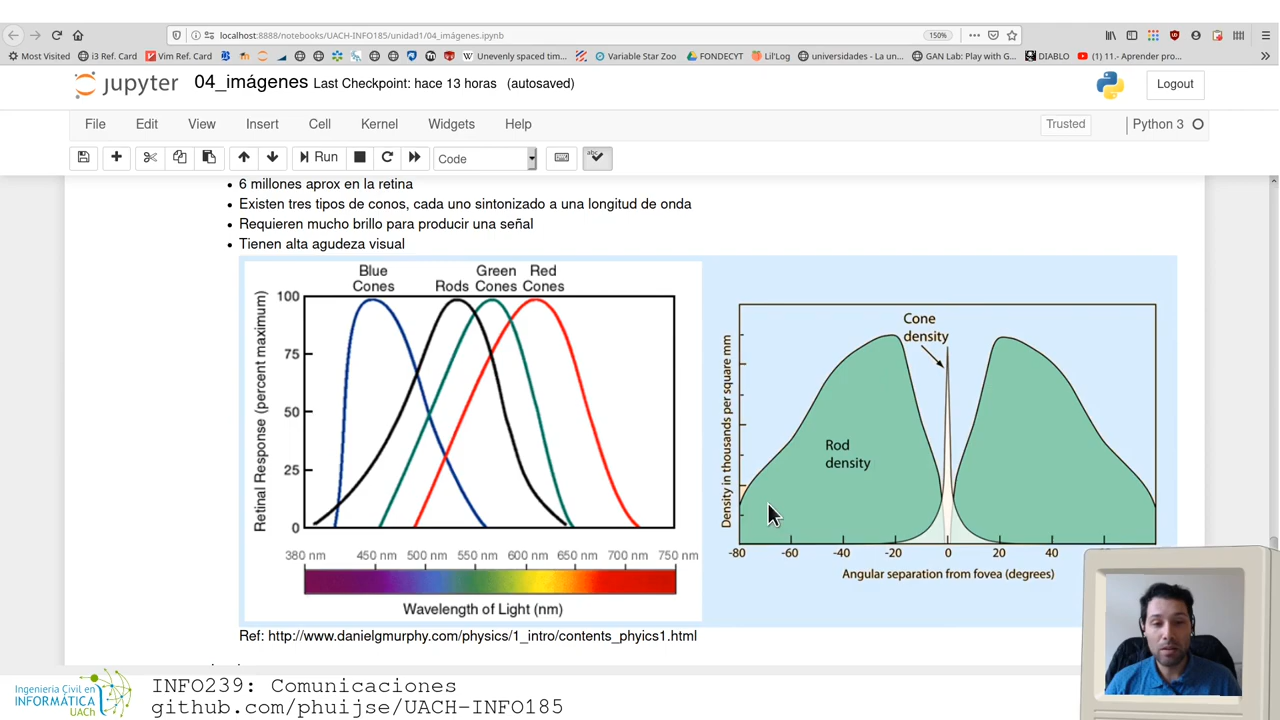 localhost:8888/notebooks/UACH-INFO185/unidad1/04_imágenes.ipynb
150%
Most Visited
i3 Ref. Card
Vim Ref. Card
Unevenly spaced tim...
Variable Star Zoo
FONDECYT
Lil'Log
universidades - La un...
GAN Lab: Play with G...
DIABLO
(1) 11.- Aprender pro...
jupyter 04_imágenes Last Checkpoint: hace 13 horas (autosaved)
Logout
File Edit View Insert Cell Kernel Widgets Help
Trusted
Python 3
Run
Code
abc
6 millones aprox en la retina
Existen tres tipos de conos, cada uno sintonizado a una longitud de onda
Requieren mucho brillo para producir una señal
Tienen alta agudeza visual
Blue Cones
Rods
Green Cones
Red Cones
Retinal Response (percent maximum)
100
75
50
25
0
380 nm 450 nm 500 nm 550 nm 600 nm 650 nm 700 nm 750 nm
Wavelength of Light (nm)
Cone
density
Rod
density
Density in thousands per square mm
-80 -60 -40 -20 0 20 40
Angular separation from fovea (degrees)
Ref: http://www.danielgmurphy.com/physics/1_intro/contents_phyics1.html
Ingeniería Civil en
INFORMÁTICA
UACh
INFO239: Comunicaciones
github.com/phuijse/UACH-INFO185